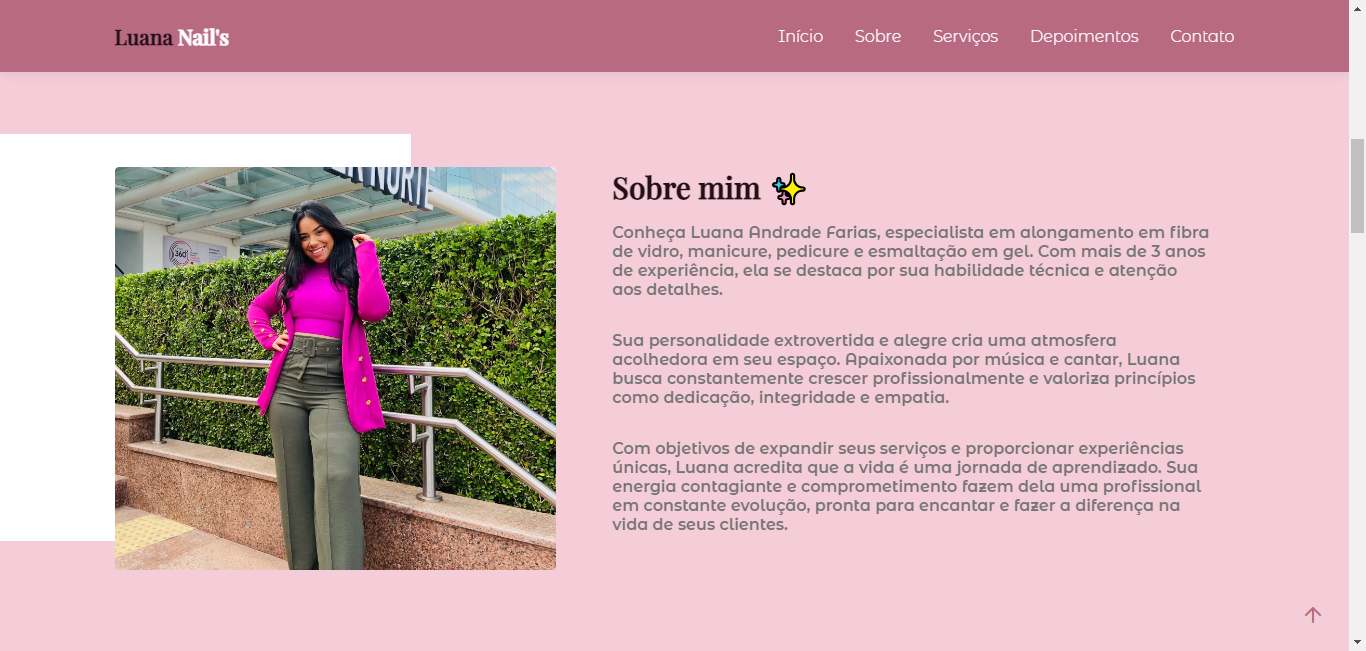 Luana Nail's
Início Sobre Serviços Depoimentos Contato
360°
Sobre mim
Conheça Luana Andrade Farias, especialista em alongamento em fibra
de vidro, manicure, pedicure e esmaltação em gel. Com mais de 3 anos
de experiência, ela se destaca por sua habilidade técnica e atenção
aos detalhes.
Sua personalidade extrovertida e alegre cria uma atmosfera
acolhedora em seu espaço. Apaixonada por música e cantar, Luana
busca constantemente crescer profissionalmente e valoriza princípios
como dedicação, integridade e empatia.
Com objetivos de expandir seus serviços e proporcionar experiências
únicas, Luana acredita que a vida é uma jornada de aprendizado. Sua
energia contagiante e comprometimento fazem dela uma profissional
em constante evolução, pronta para encantar e fazer a diferença na
vida de seus clientes.